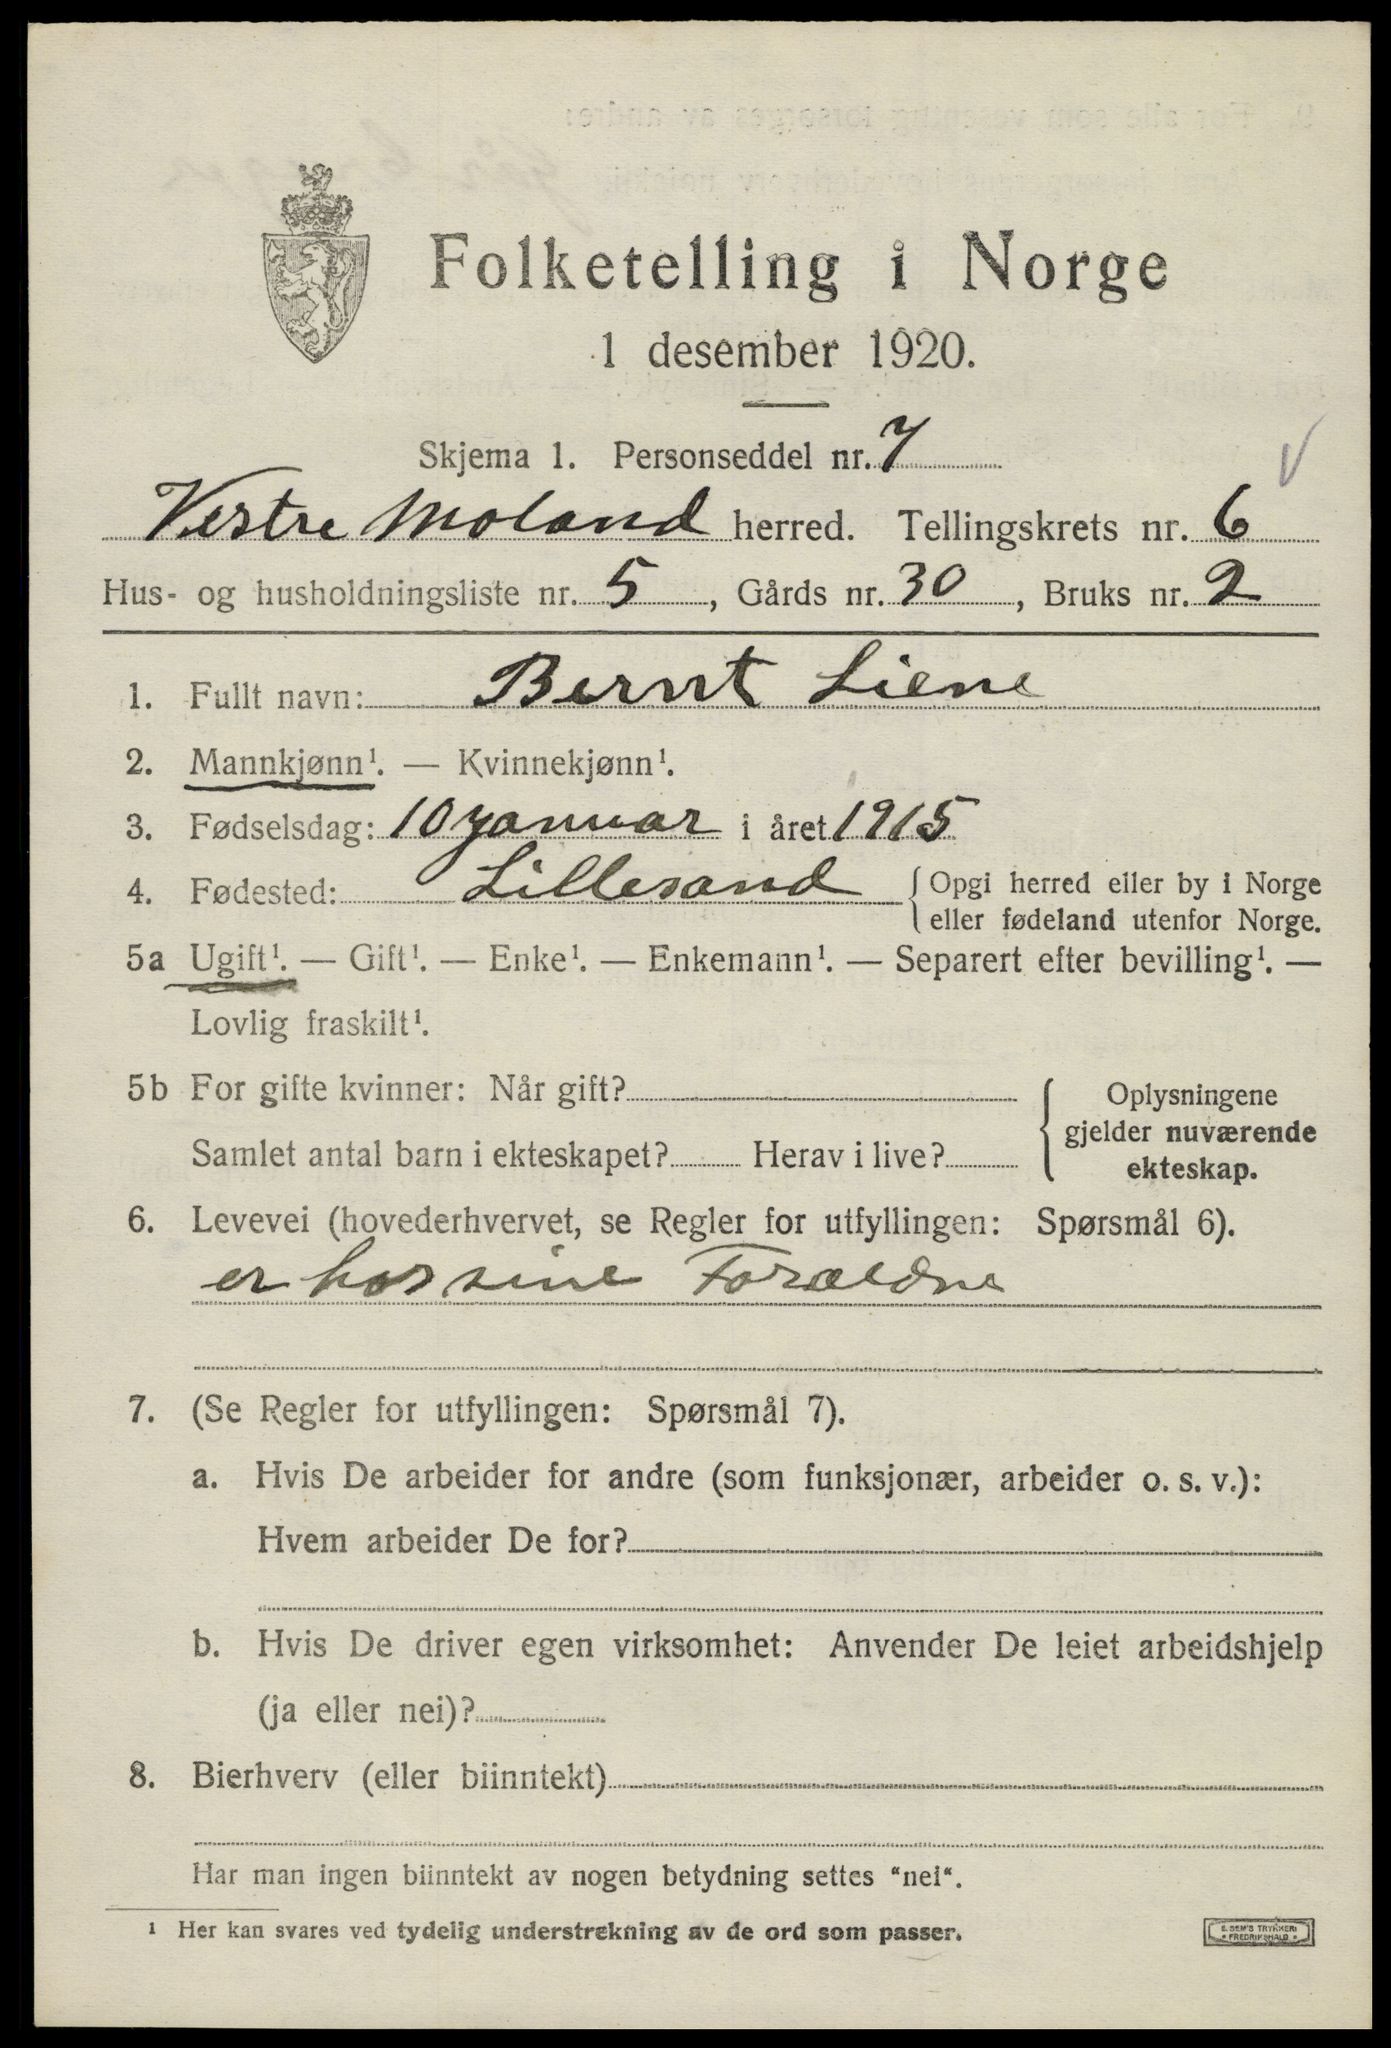 Folketelling i Norge
1 desember 1920.
Skjema 1. Personseddel nr. 7
Vestre Moland herred. Tellingskrets nr. 6
Hus- og husholdningsliste nr. 5, Gårds nr. 30, Bruks nr. 2
1. Fullt navn: Bernt Liene
2. Mannkjønn¹. — Kvinnekjønn¹.
3. Fødselsdag: 10 januar i året 1915
4. Fødested: Lillesand { Opgi herred eller by i Norge
eller fødeland utenfor Norge.
5a Ugift¹. — Gift¹. — Enke¹. — Enkemann¹. — Separert efter bevilling¹. —
Lovlig fraskilt¹.
5b For gifte kvinner: Når gift?
Samlet antal barn i ekteskapet? Herav i live?
Oplysningene
gjelder nuværende
ekteskap.
6. Levevei (hovederhvervet, se Regler for utfyllingen: Spørsmål 6).
er hos sine Forældne
7. (Se Regler for utfyllingen: Spørsmål 7).
a. Hvis De arbeider for andre (som funksjonær, arbeider o. s. v.):
Hvem arbeider De for?
b. Hvis De driver egen virksomhet: Anvender De leiet arbeidshjelp
(ja eller nei)?
8. Bierhverv (eller biinntekt)
Har man ingen biinntekt av nogen betydning settes "nei".
¹ Her kan svares ved tydelig understrekning av de ord som passer.
E. SEM'S TRYKKERI
FREDRIKSHALD